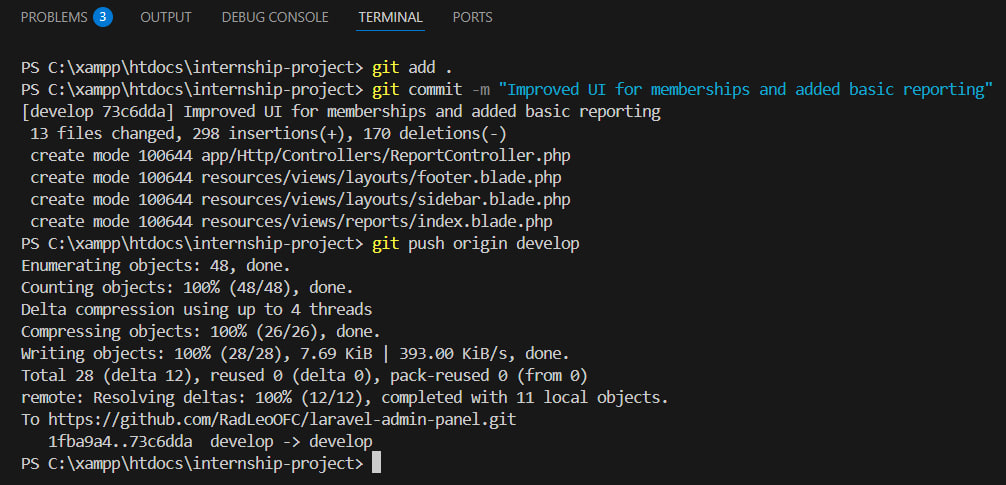 PROBLEMS 3 OUTPUT DEBUG CONSOLE TERMINAL PORTS
PS C:\xampp\htdocs\internship-project> git add .
PS C:\xampp\htdocs\internship-project> git commit -m "Improved UI for memberships and added basic reporting"
[develop 73c6dda] Improved UI for memberships and added basic reporting
 13 files changed, 298 insertions(+), 170 deletions(-)
 create mode 100644 app/Http/Controllers/ReportController.php
 create mode 100644 resources/views/layouts/footer.blade.php
 create mode 100644 resources/views/layouts/sidebar.blade.php
 create mode 100644 resources/views/reports/index.blade.php
PS C:\xampp\htdocs\internship-project> git push origin develop
Enumerating objects: 48, done.
Counting objects: 100% (48/48), done.
Delta compression using up to 4 threads
Compressing objects: 100% (26/26), done.
Writing objects: 100% (28/28), 7.69 KiB | 393.00 KiB/s, done.
Total 28 (delta 12), reused 0 (delta 0), pack-reused 0 (from 0)
remote: Resolving deltas: 100% (12/12), completed with 11 local objects.
To https://github.com/RadLeoOFC/laravel-admin-panel.git
   1fba9a4..73c6dda  develop -> develop
PS C:\xampp\htdocs\internship-project>